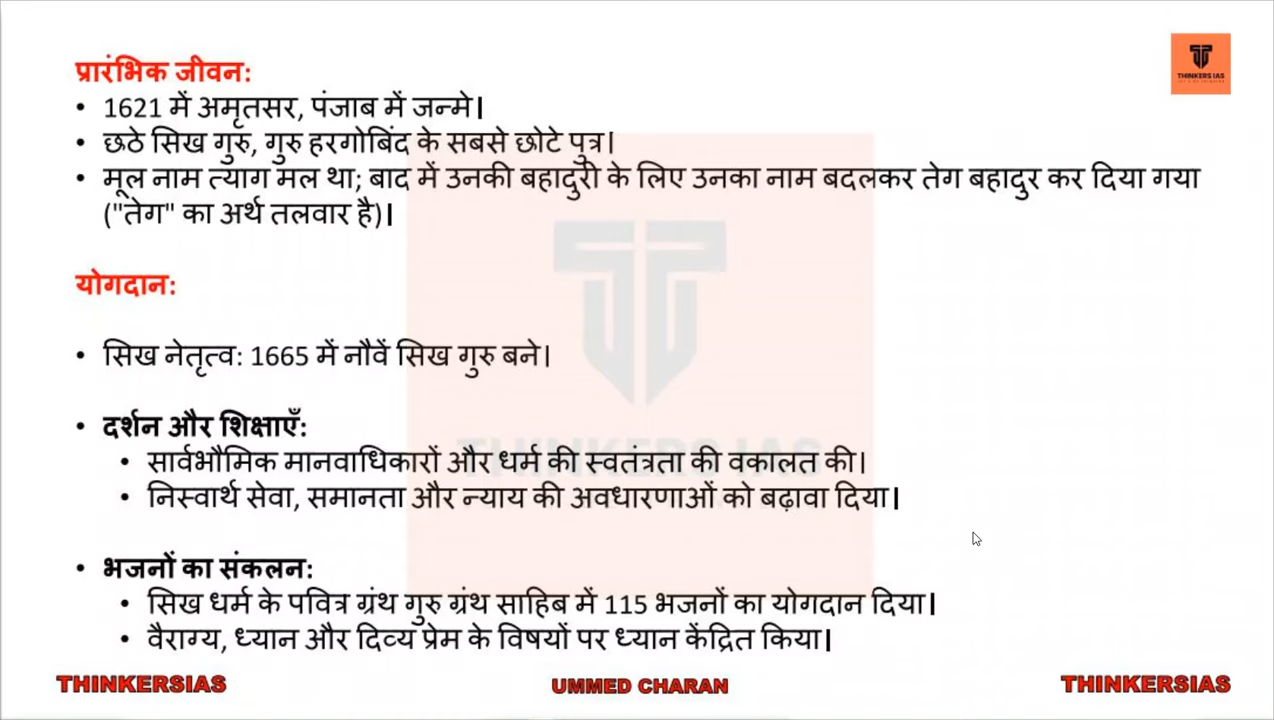 THINKERS IAS
प्रारंभिक जीवन:
• 1621 में अमृतसर, पंजाब में जन्मे।
• छठे सिख गुरु, गुरु हरगोबिंद के सबसे छोटे पुत्र।
• मूल नाम त्याग मल था; बाद में उनकी बहादुरी के लिए उनका नाम बदलकर तेग बहादुर कर दिया गया
("तेग" का अर्थ तलवार है)।
योगदान:
• सिख नेतृत्व: 1665 में नौवें सिख गुरु बने।
• दर्शन और शिक्षाएँ:
• सार्वभौमिक मानवाधिकारों और धर्म की स्वतंत्रता की वकालत की।
• निस्वार्थ सेवा, समानता और न्याय की अवधारणाओं को बढ़ावा दिया।
• भजनों का संकलन:
• सिख धर्म के पवित्र ग्रंथ गुरु ग्रंथ साहिब में 115 भजनों का योगदान दिया।
• वैराग्य, ध्यान और दिव्य प्रेम के विषयों पर ध्यान केंद्रित किया।
THINKERS IAS
THINKERSIAS UMMED CHARAN THINKERSIAS